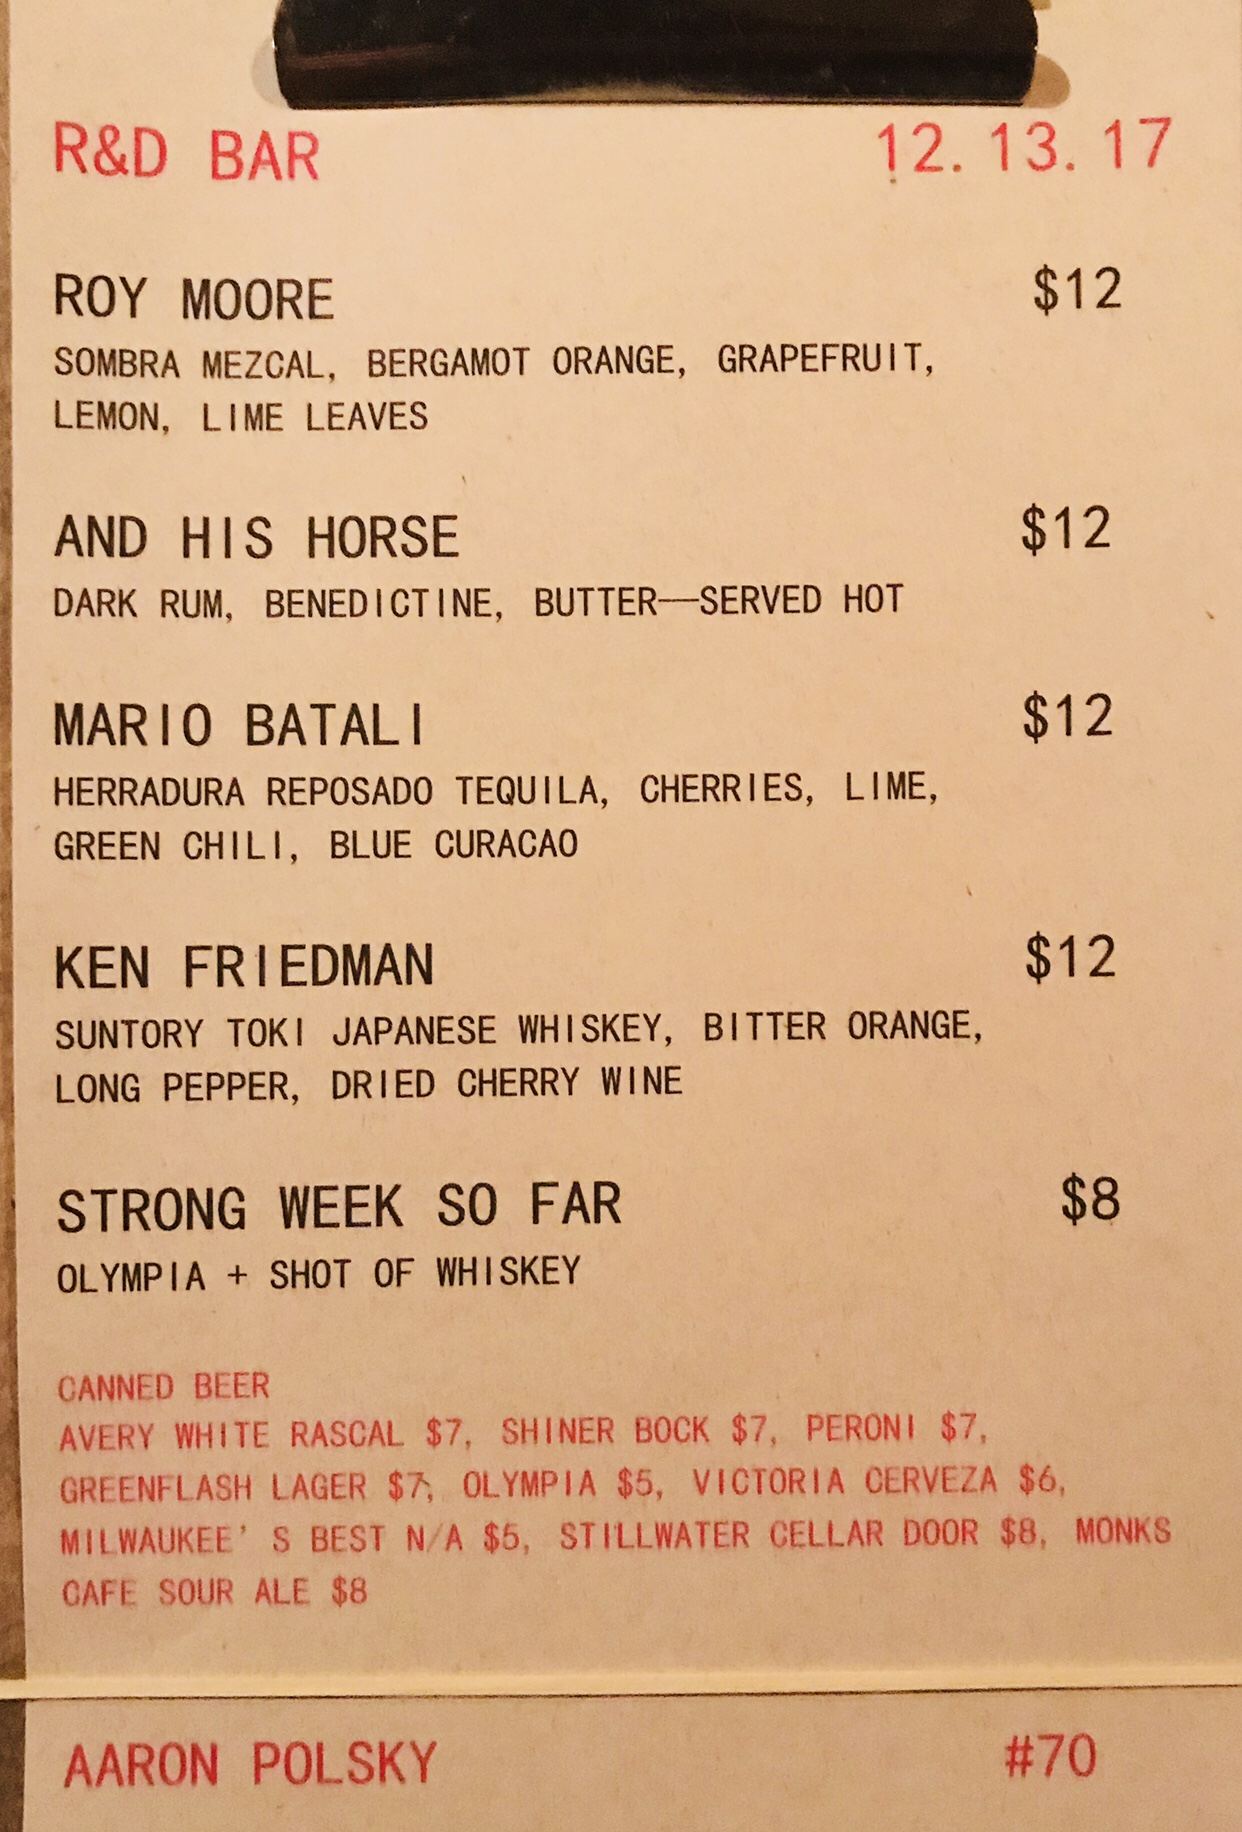 R&D BAR 12.13.17
ROY MOORE $12
SOMBRA MEZCAL, BERGAMOT ORANGE, GRAPEFRUIT,
LEMON, LIME LEAVES
AND HIS HORSE $12
DARK RUM, BENEDICTINE, BUTTER—SERVED HOT
MARIO BATALI $12
HERRADURA REPOSADO TEQUILA, CHERRIES, LIME,
GREEN CHILI, BLUE CURACAO
KEN FRIEDMAN $12
SUNTORY TOKI JAPANESE WHISKEY, BITTER ORANGE,
LONG PEPPER, DRIED CHERRY WINE
STRONG WEEK SO FAR $8
OLYMPIA + SHOT OF WHISKEY
CANNED BEER
AVERY WHITE RASCAL $7, SHINER BOCK $7, PERONI $7,
GREENFLASH LAGER $7, OLYMPIA $5, VICTORIA CERVEZA $6,
MILWAUKEE'S BEST N/A $5, STILLWATER CELLAR DOOR $8, MONKS
CAFE SOUR ALE $8
AARON POLSKY #70